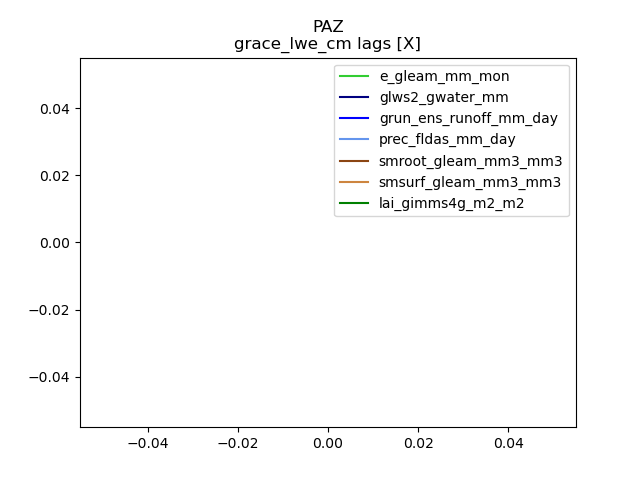 PAZ
grace_lwe_cm lags [X]
e_gleam_mm_mon
glws2_gwater_mm
grun_ens_runoff_mm_day
prec_fldas_mm_day
smroot_gleam_mm3_mm3
smsurf_gleam_mm3_mm3
lai_gimms4g_m2_m2
0.04
0.02
0.00
−0.02
−0.04
−0.04 −0.02 0.00 0.02 0.04